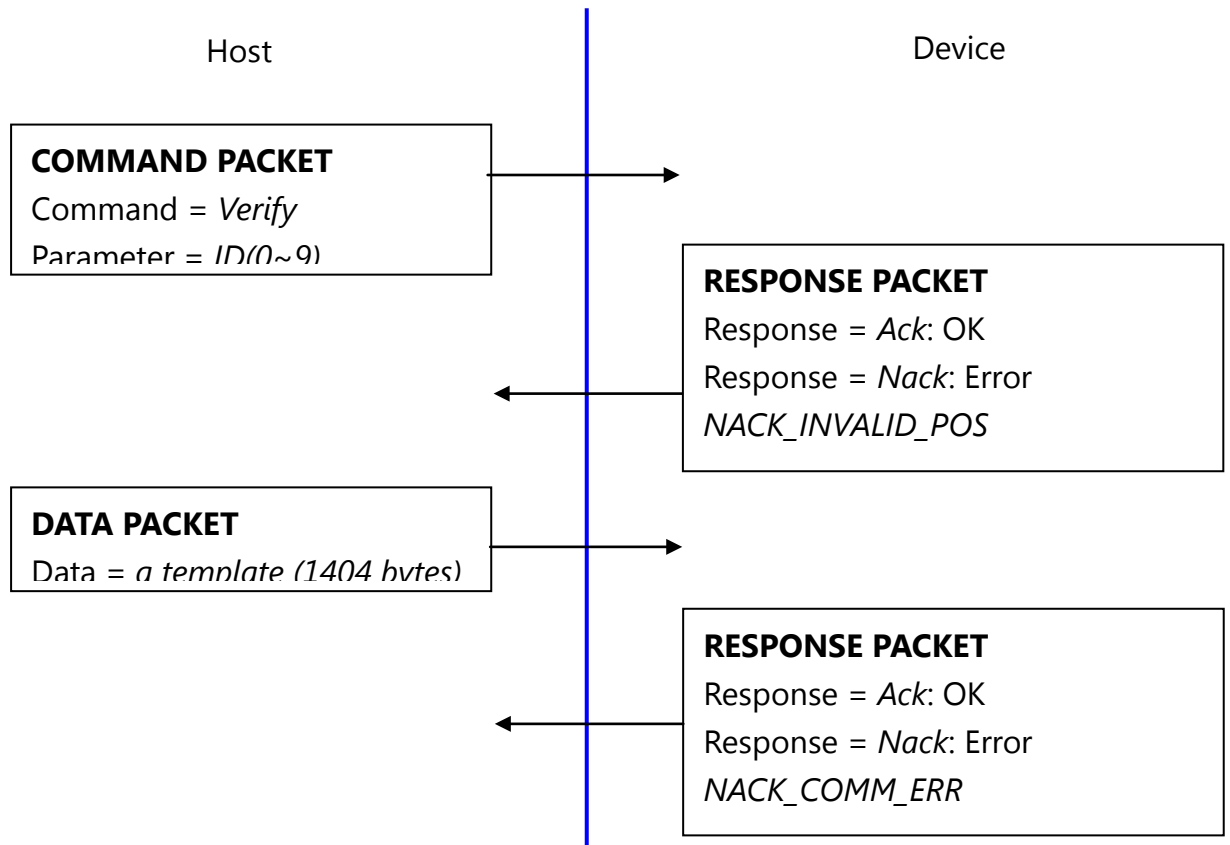 Host
Device
COMMAND PACKET
Command = Verify
Parameter = ID(0~9)
RESPONSE PACKET
Response = Ack: OK
Response = Nack: Error
NACK_INVALID_POS
DATA PACKET
Data = a template (1404 bytes)
RESPONSE PACKET
Response = Ack: OK
Response = Nack: Error
NACK_COMM_ERR